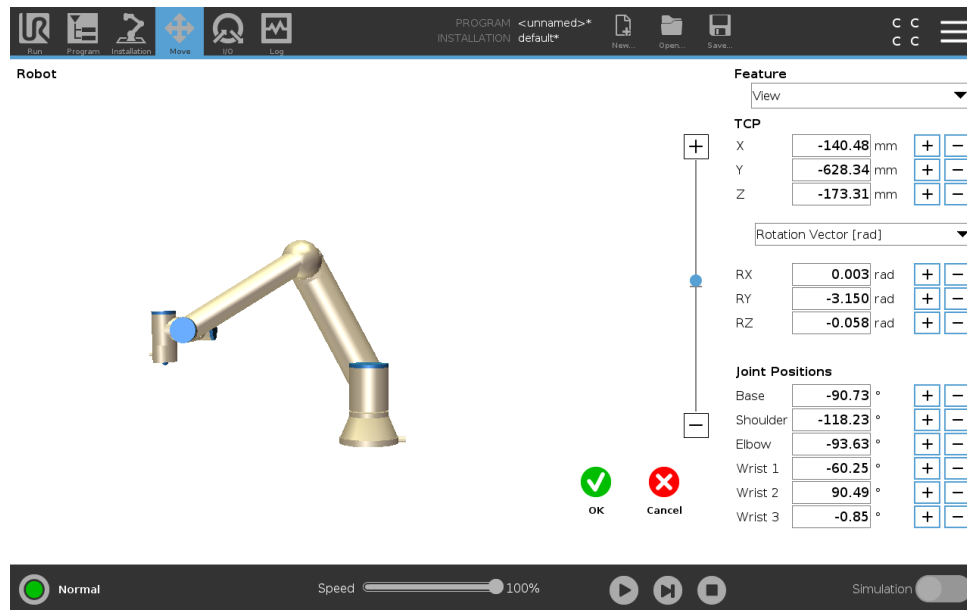 PROGRAM <unnamed>*
INSTALLATION default*
UR
Run
Program
Installation
Move
I/O
Log
New...
Open...
Save...
C C
C C
Robot
Feature
View
TCP
X -140.48 mm + −
Y -628.34 mm + −
Z -173.31 mm + −
Rotation Vector [rad]
RX 0.003 rad + −
RY -3.150 rad + −
RZ -0.058 rad + −
Joint Positions
Base -90.73 ° + −
Shoulder -118.23 ° + −
Elbow -93.63 ° + −
Wrist 1 -60.25 ° + −
Wrist 2 90.49 ° + −
Wrist 3 -0.85 ° + −
OK
Cancel
Normal
Speed 100%
Simulation